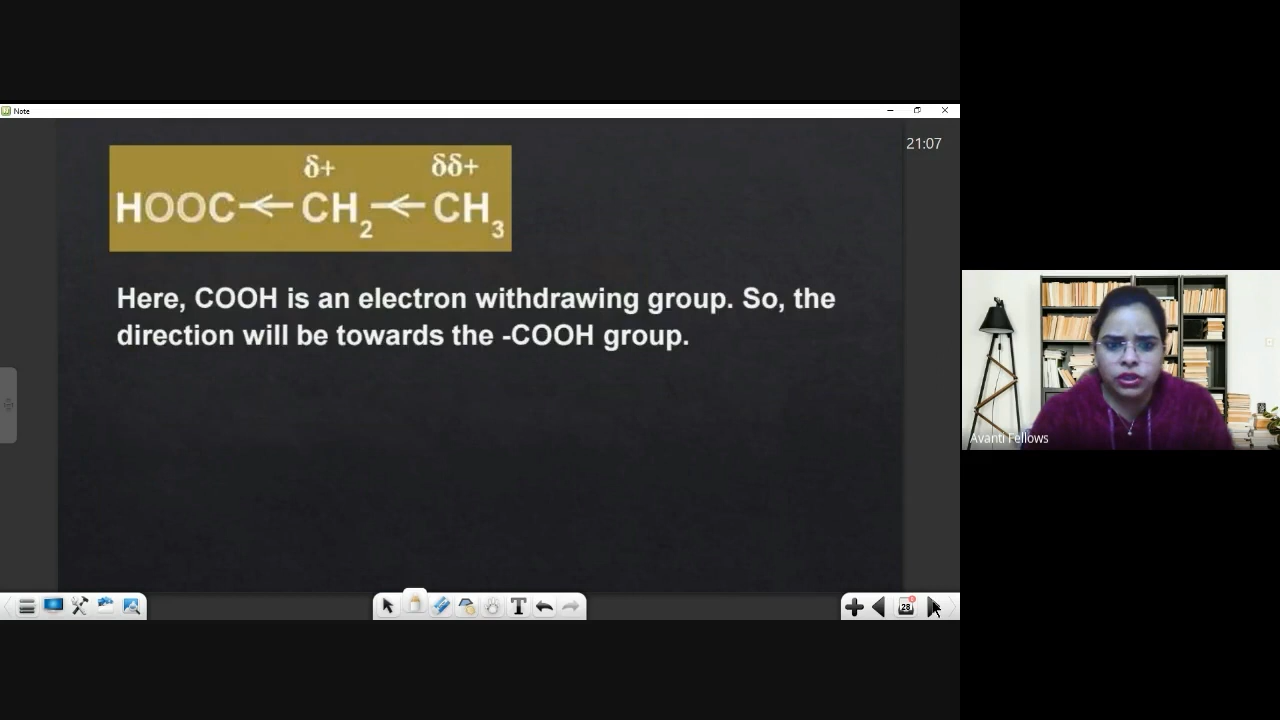 Note
21:07
δ+ δδ+
HOOC←CH₂←CH₃
Here, COOH is an electron withdrawing group. So, the
direction will be towards the -COOH group.
Avanti Fellows
T
28